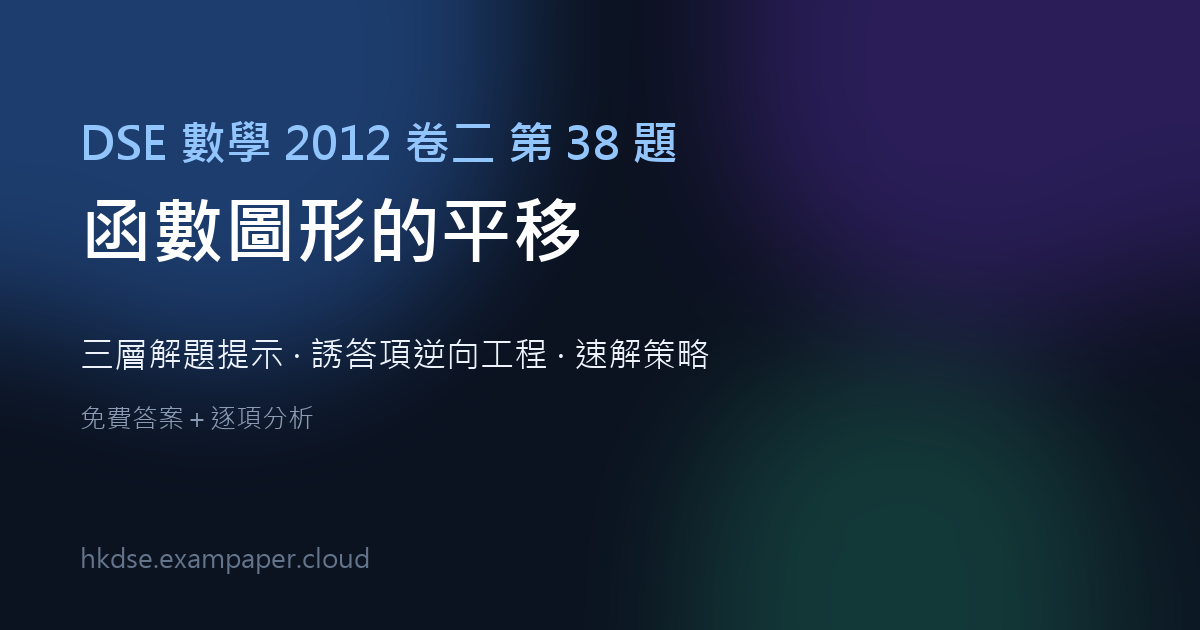 DSE 數學 2012 卷二 第 38 題
函數圖形的平移
三層解題提示 · 誘答項逆向工程 · 速解策略
免費答案 + 逐項分析
hkdse.exampaper.cloud